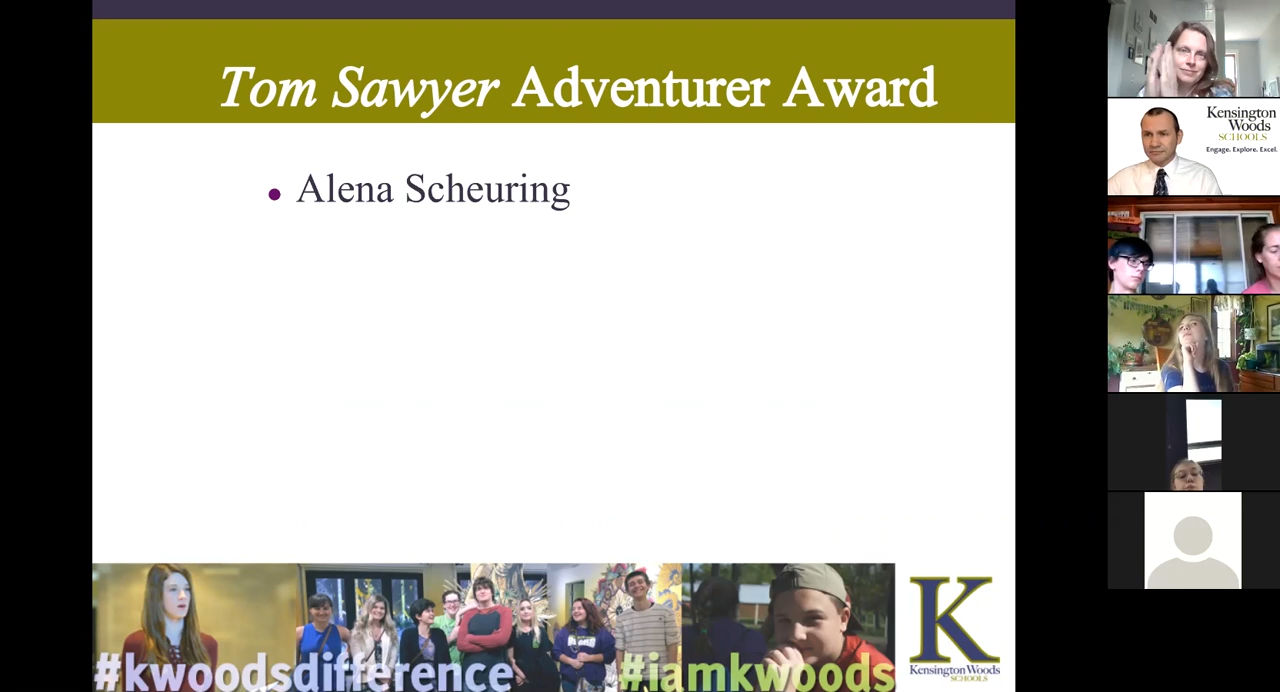 Tom Sawyer Adventurer Award
• Alena Scheuring
#kwoodsdifference
#iamkwoods
K
Kensington Woods
SCHOOLS
Kensington
Woods
SCHOOLS
Engage. Explore. Excel.